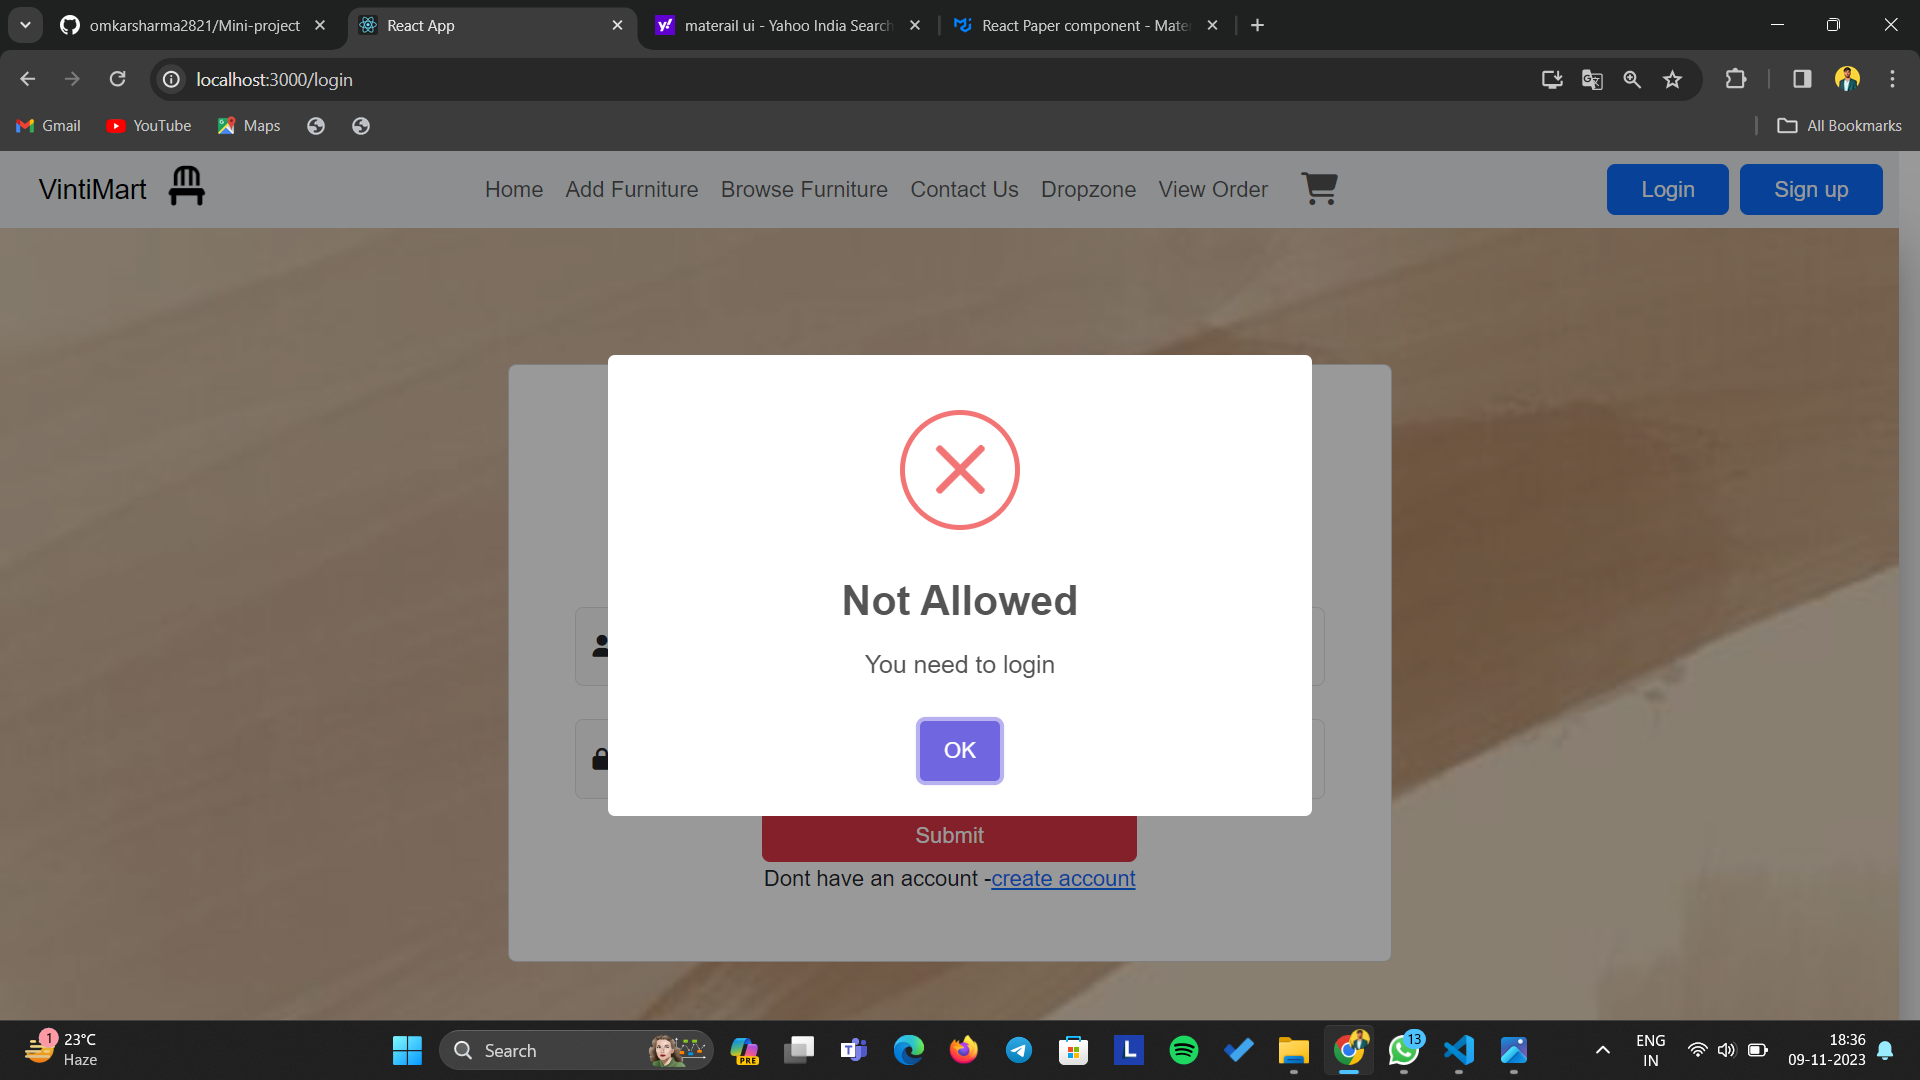 omkarsharma2821/Mini-project
React App
materail ui - Yahoo India Search
React Paper component - Mate
localhost:3000/login
Gmail
YouTube
Maps
All Bookmarks
VintiMart
Home
Add Furniture
Browse Furniture
Contact Us
Dropzone
View Order
Login
Sign up
Not Allowed
You need to login
OK
Submit
Dont have an account -create account
1
23°C
Haze
Search
PRE
L
13
ENG
IN
18:36
09-11-2023